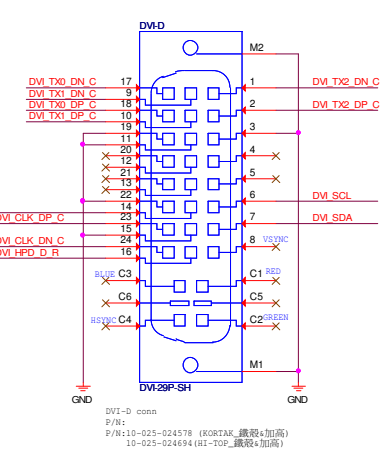 DVI-D
M2
DVI_TX0_DN_C 17
DVI_TX1_DN_C 9
DVI_TX0_DP_C 18
DVI_TX1_DP_C 10
19
11
20
12
21
13
22
14
DVI_CLK_DP_C 23
15
DVI_CLK_DN_C 24
DVI_HPD_D_R 16
BLUE C3
C6
HSYNC C4
1 DVI_TX2_DN_C
2 DVI_TX2_DP_C
3
4
5
6 DVI_SCL
7 DVI_SDA
8 VSYNC
C1 RED
C5
C2 GREEN
M1
DVI-29P-SH
GND
GND
DVI-D conn
P/N:
P/N:10-025-024578 (KORTAK_鐵殼&加高)
10-025-024694(HI-TOP_鐵殼&加高)